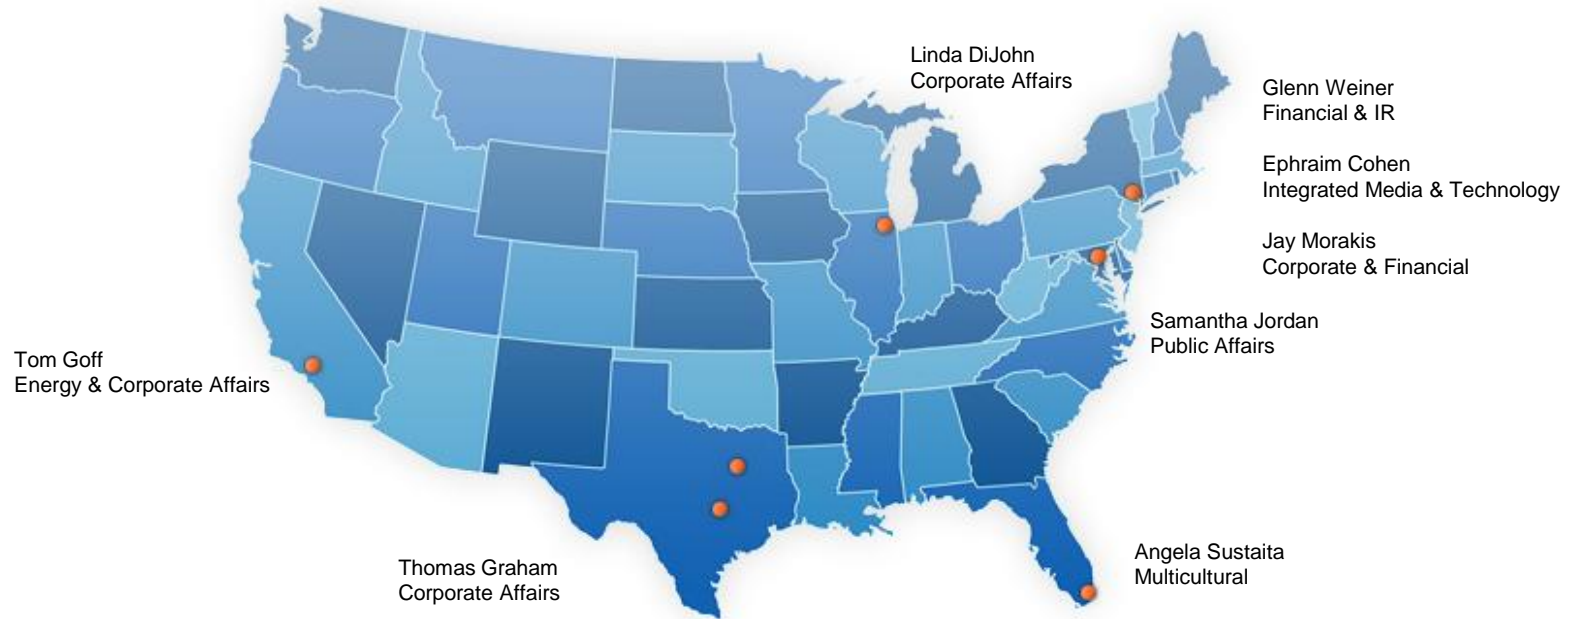 Linda DiJohn
Corporate Affairs
Glenn Weiner
Financial & IR
Ephraim Cohen
Integrated Media & Technology
Jay Morakis
Corporate & Financial
Samantha Jordan
Public Affairs
Tom Goff
Energy & Corporate Affairs
Angela Sustaita
Multicultural
Thomas Graham
Corporate Affairs